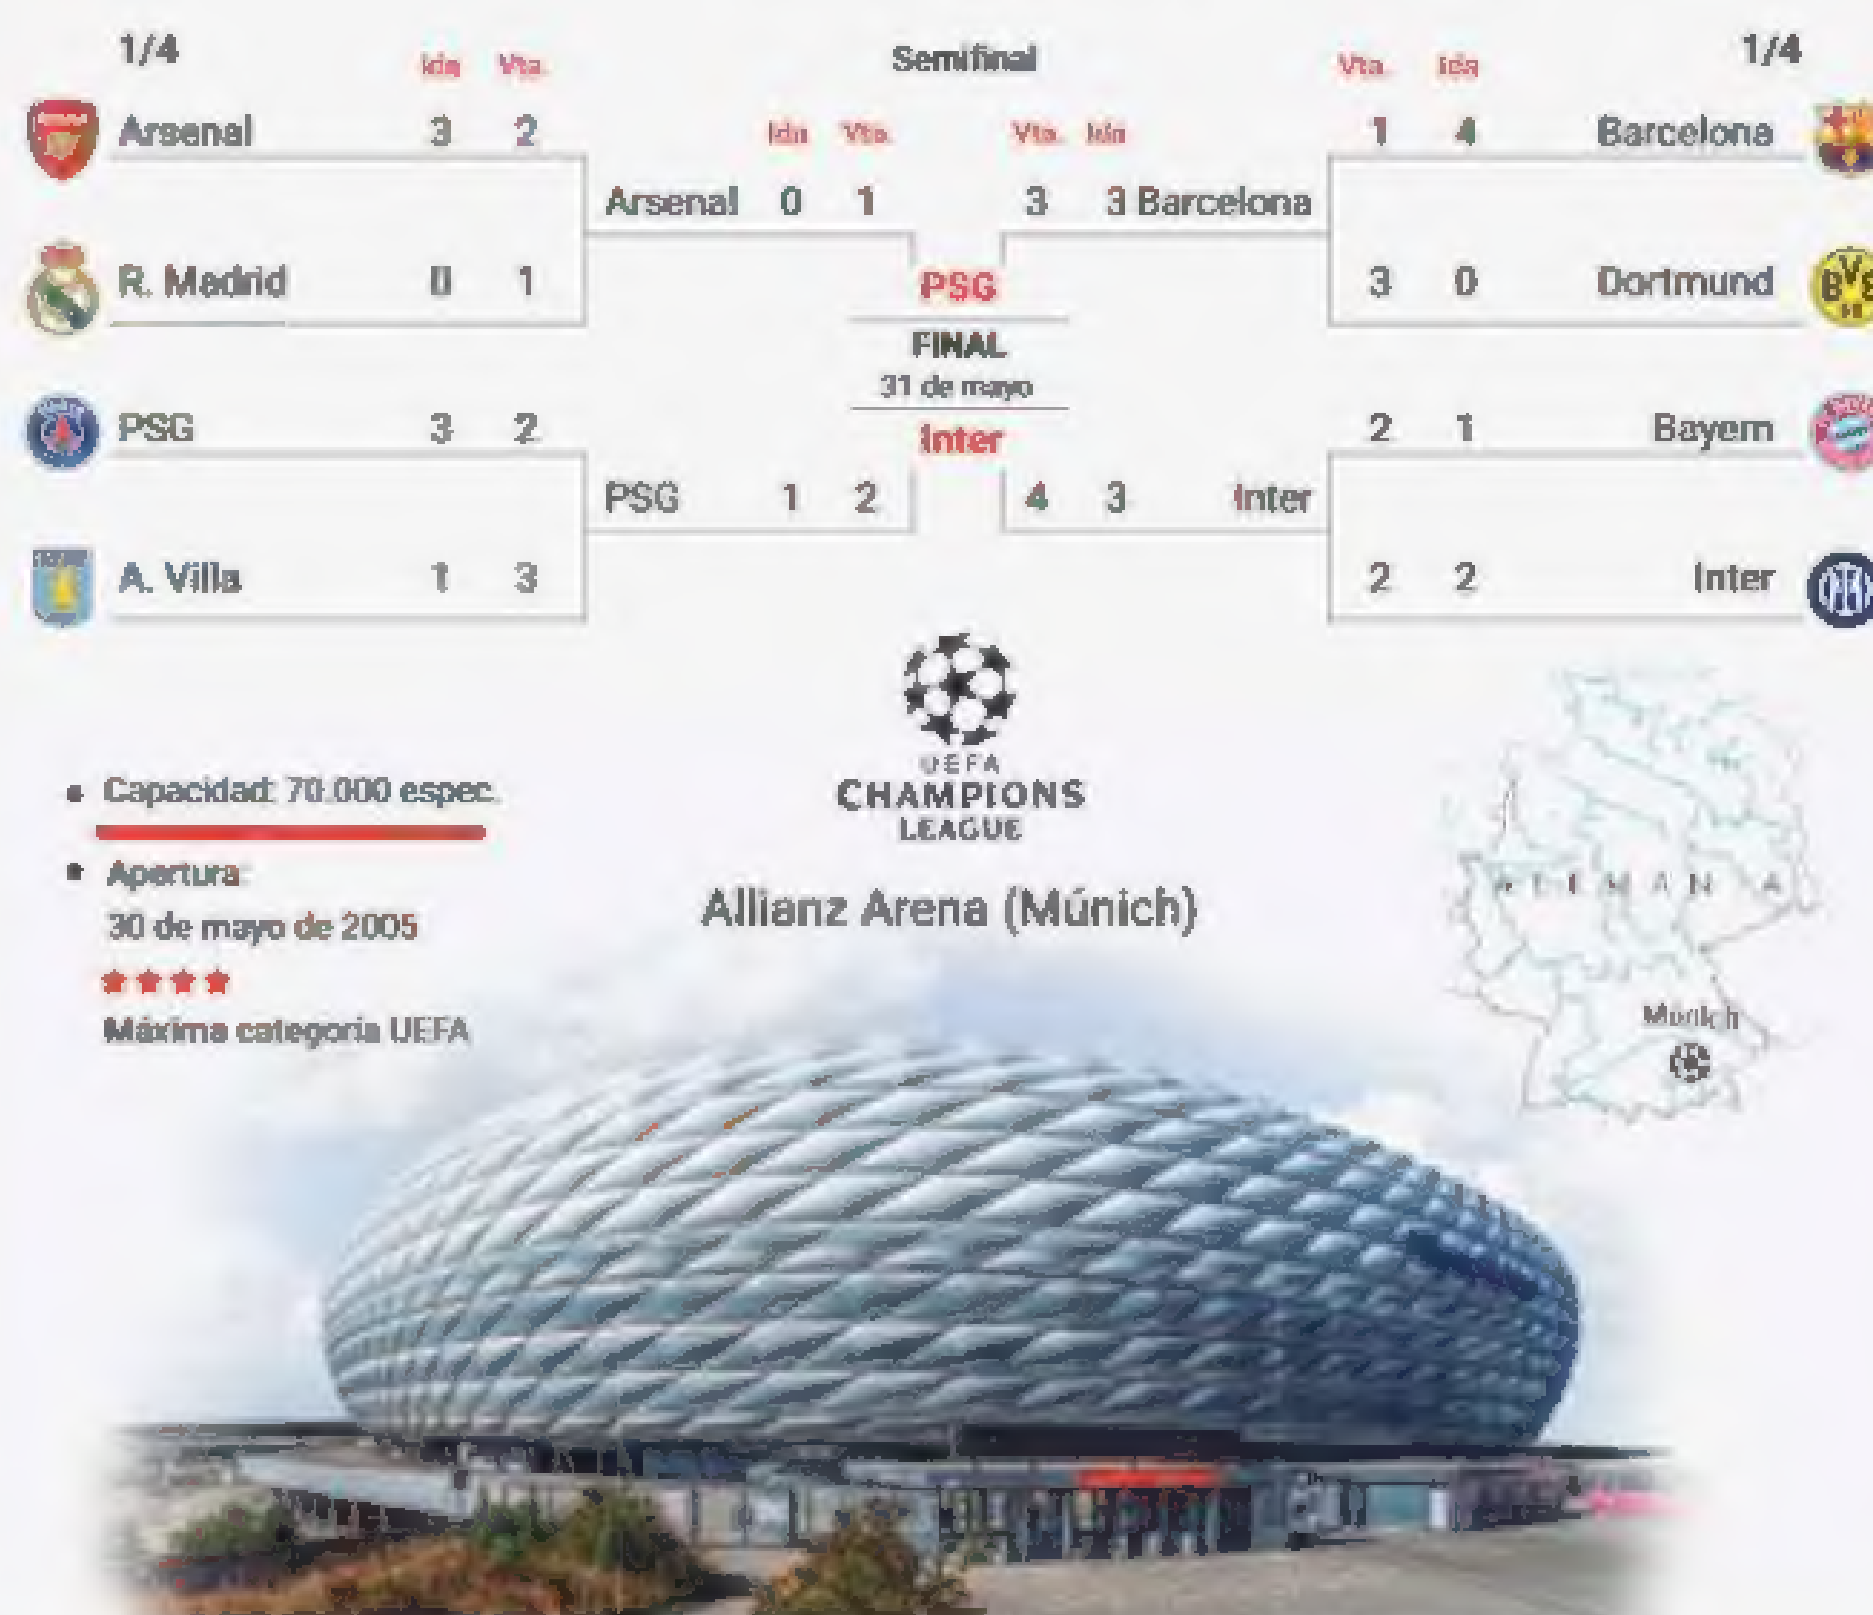 1/4 Ida Vta. Semifinal Vta. Ida 1/4
Arsenal 3 2 Ida Vta. Vta. Ida 1 4 Barcelona
Arsenal 0 1 3 3 Barcelona
R. Madrid 0 1 PSG 3 0 Dortmund
FINAL
31 de mayo
PSG 3 2 Inter 2 1 Bayern
PSG 1 2 4 3 Inter
A. Villa 1 3 2 2 Inter
UEFA
CHAMPIONS
LEAGUE
• Capacidad: 70.000 espec.
• Apertura:
30 de mayo de 2005
Máxima categoría UEFA
Allianz Arena (Múnich)
ALEMANIA
Múnich